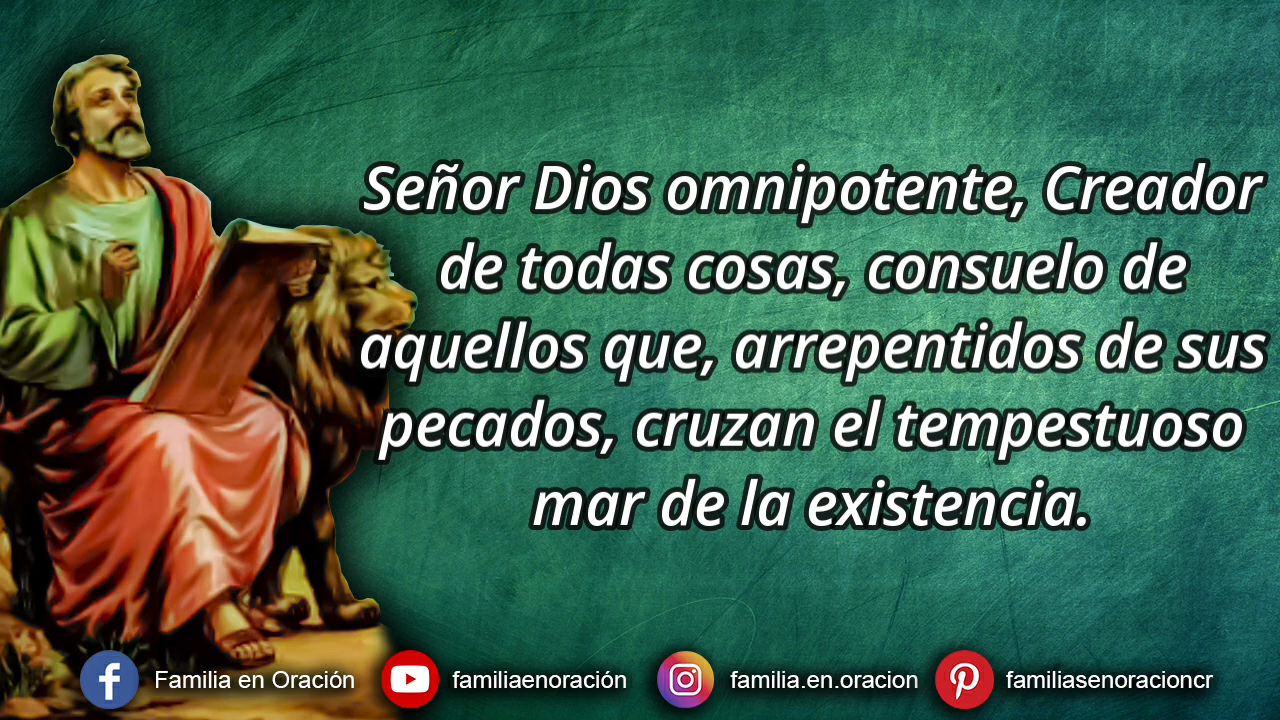 Señor Dios omnipotente, Creador
de todas cosas, consuelo de
aquellos que, arrepentidos de sus
pecados, cruzan el tempestuoso
mar de la existencia.
Familia en Oración
familiaenoración
familia.en.oracion
familiasenoracioncr